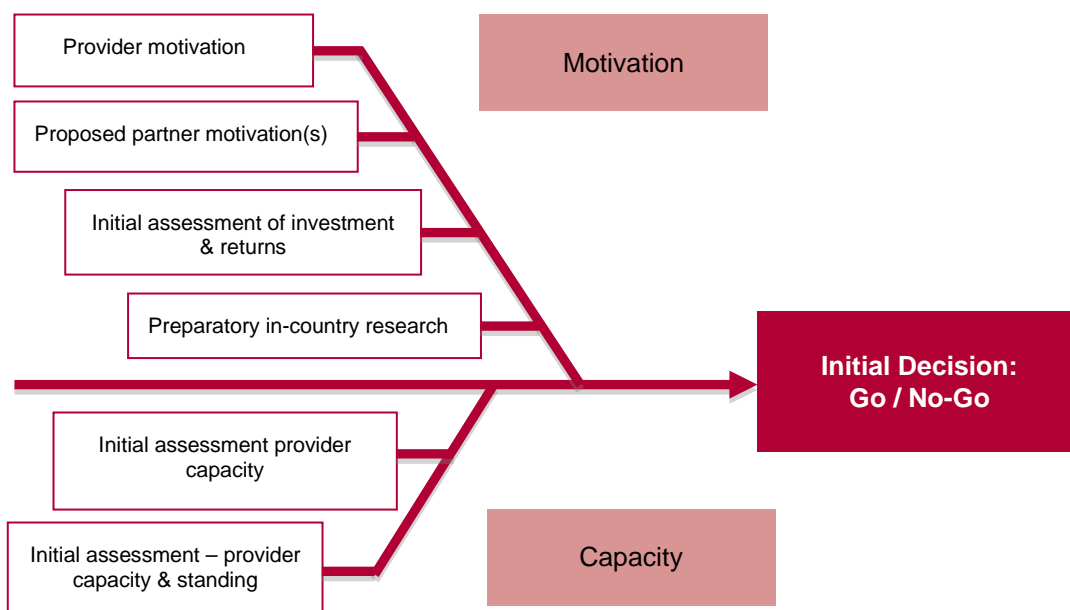 Provider motivation
Motivation
Proposed partner motivation(s)
Initial assessment of investment
& returns
Preparatory in-country research
Initial Decision:
Go / No-Go
Initial assessment provider
capacity
Initial assessment – provider
capacity & standing
Capacity